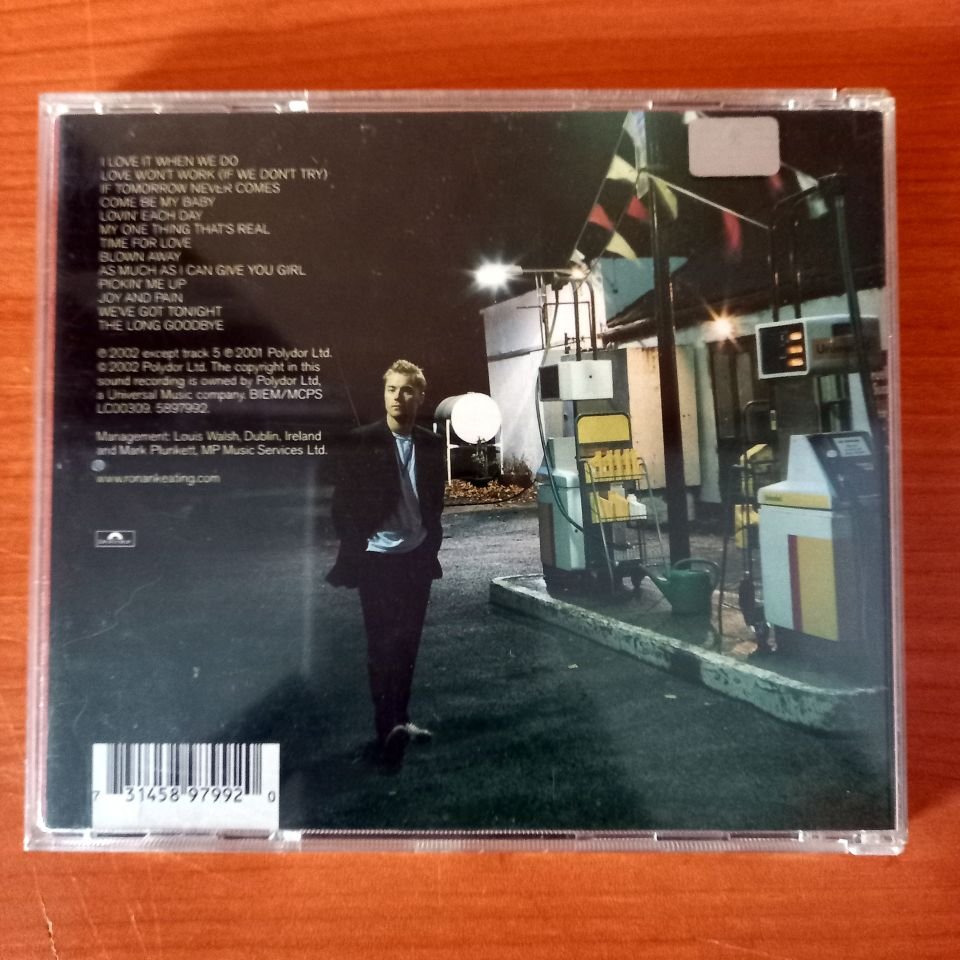 I LOVE IT WHEN WE DO
LOVE WON'T WORK (IF WE DON'T TRY)
IF TOMORROW NEVER COMES
COME BE MY BABY
LOVIN' EACH DAY
MY ONE THING THAT'S REAL
TIME FOR LOVE
BLOWN AWAY
AS MUCH AS I CAN GIVE YOU GIRL
PICKIN' ME UP
JOY AND PAIN
WE'VE GOT TONIGHT
THE LONG GOODBYE
℗ 2002 except track 5 ℗ 2001 Polydor Ltd.
© 2002 Polydor Ltd. The copyright in this
sound recording is owned by Polydor Ltd,
a Universal Music company. BIEM/MCPS
LC00309. 5897992.
Management: Louis Walsh, Dublin, Ireland
and Mark Plunkett, MP Music Services Ltd.
www.ronankeating.com
7 31458 97992 0